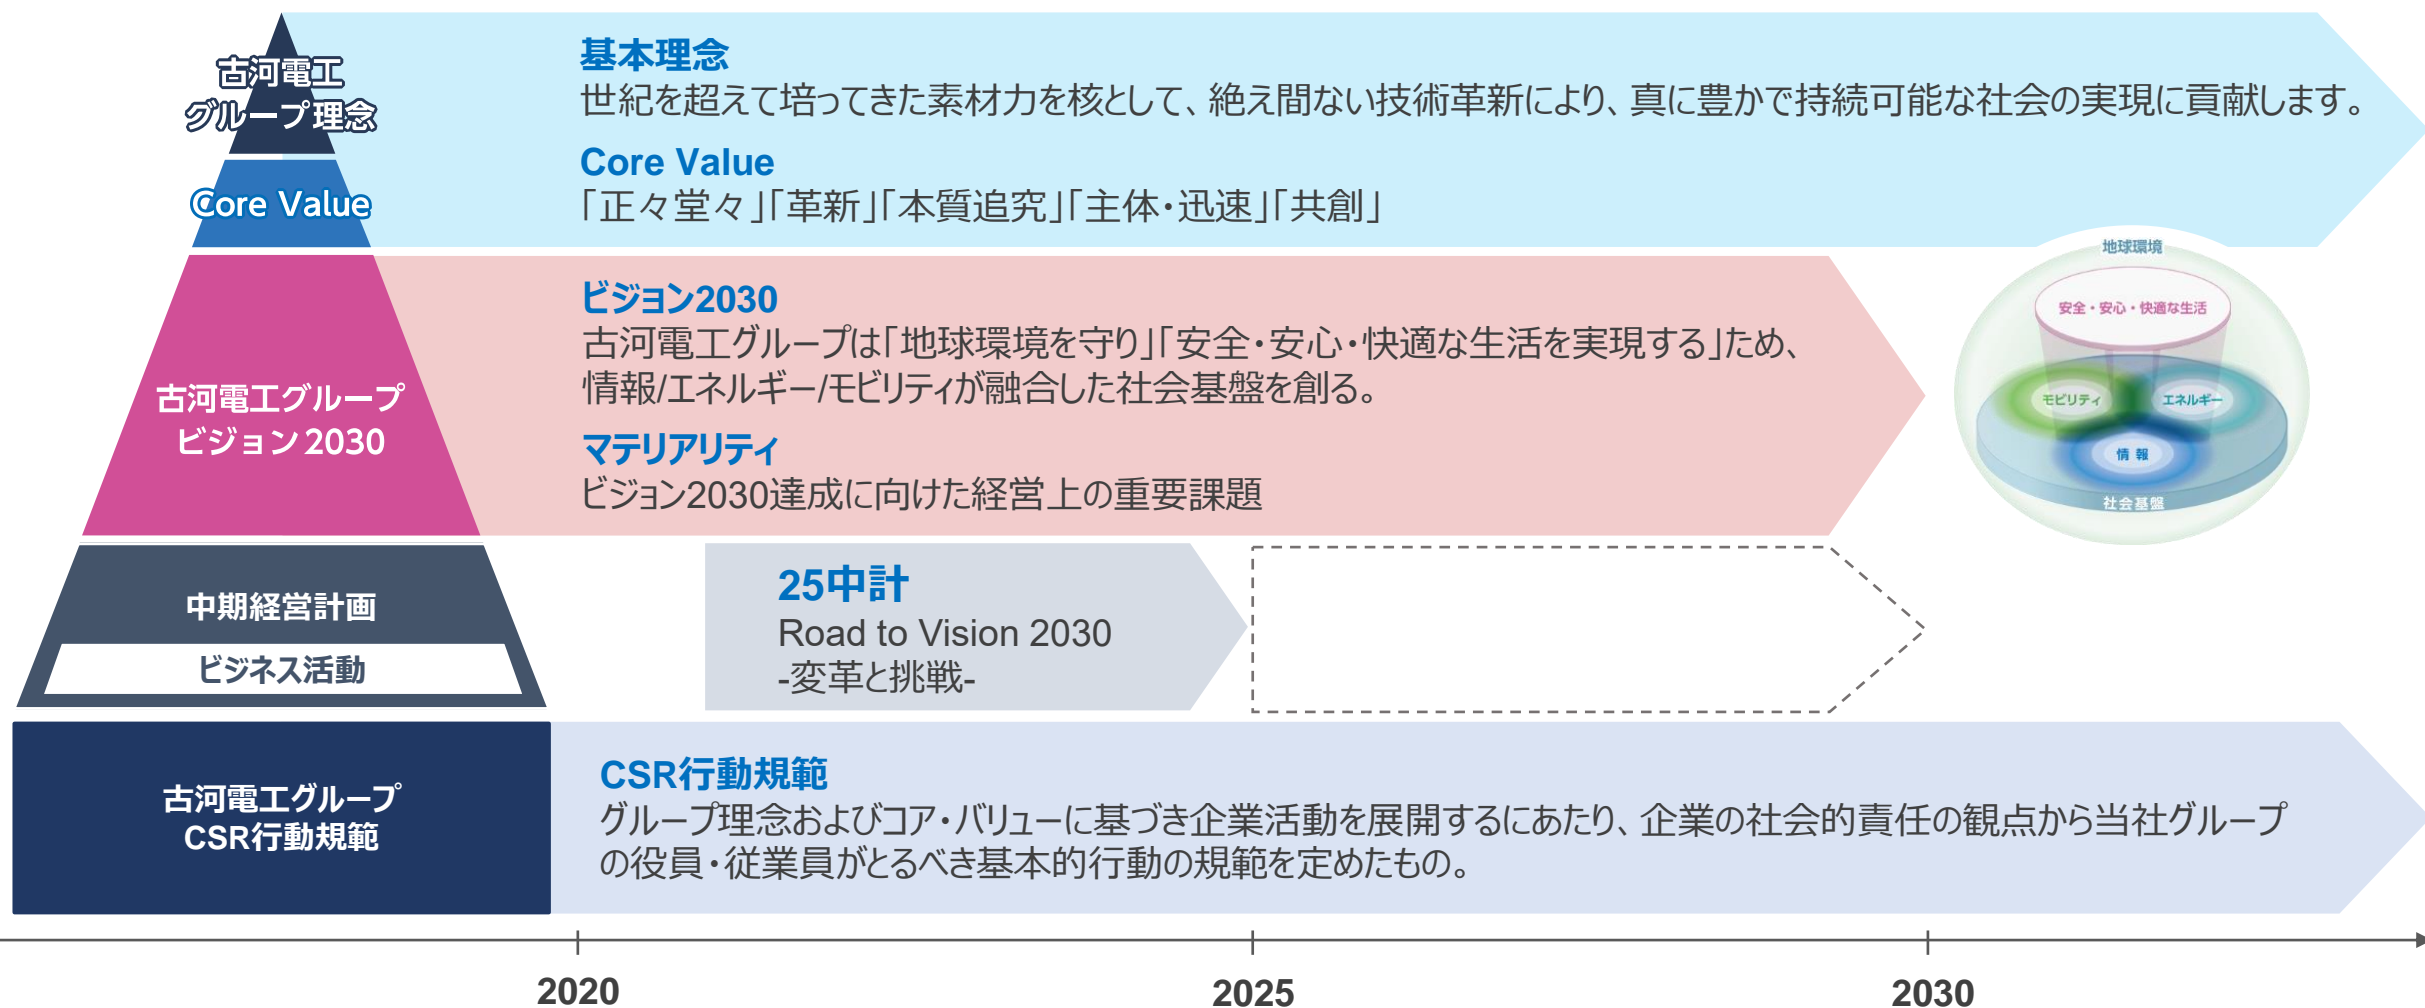 古河電工
グループ理念
基本理念
世紀を超えて培ってきた素材力を核として、絶え間ない技術革新により、真に豊かで持続可能な社会の実現に貢献します。
Core Value
Core Value
「正々堂々」「革新」「本質追究」「主体・迅速」「共創」
古河電工グループ
ビジョン2030
ビジョン2030
古河電工グループは「地球環境を守り」「安全・安心・快適な生活を実現する」ため、
情報/エネルギー/モビリティが融合した社会基盤を創る。
マテリアリティ
ビジョン2030達成に向けた経営上の重要課題
地球環境
安全・安心・快適な生活
モビリティ
エネルギー
情報
社会基盤
中期経営計画
ビジネス活動
25中計
Road to Vision 2030
-変革と挑戦-
古河電工グループ
CSR行動規範
CSR行動規範
グループ理念およびコア・バリューに基づき企業活動を展開するにあたり、企業の社会的責任の観点から当社グループ
の役員・従業員がとるべき基本的行動の規範を定めたもの。
2020
2025
2030